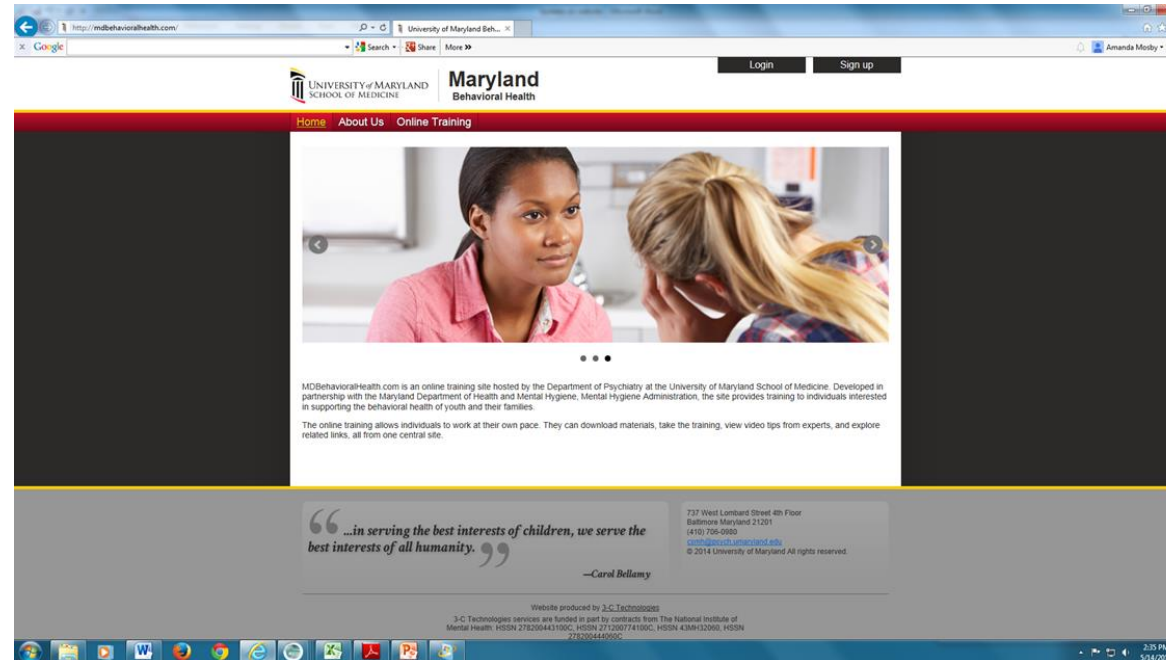 http://mdbehavioralhealth.com/
University of Maryland Beh...
x Google
Search
Share
More »
Amanda Mosby
Login
Sign up
UNIVERSITY of MARYLAND
SCHOOL OF MEDICINE
Maryland
Behavioral Health
Home
About Us
Online Training
MDBehavioralHealth.com is an online training site hosted by the Department of Psychiatry at the University of Maryland School of Medicine. Developed in
partnership with the Maryland Department of Health and Mental Hygiene, Mental Hygiene Administration, the site provides training to individuals interested
in supporting the behavioral health of youth and their families.
The online training allows individuals to work at their own pace. They can download materials, take the training, view video tips from experts, and explore
related links, all from one central site.
“ ...in serving the best interests of children, we serve the
best interests of all humanity. ”
—Carol Bellamy
737 West Lombard Street 4th Floor
Baltimore Maryland 21201
(410) 706-0980
csmh@psych.umaryland.edu
© 2014 University of Maryland All rights reserved.
Website produced by 3-C Technologies
3-C Technologies services are funded in part by contracts from The National Institute of
Mental Health: HSSN 278200443100C, HSSN 271200774100C, HSSN 43MH32060, HSSN
278200444060C
2:35 PM
5/14/20